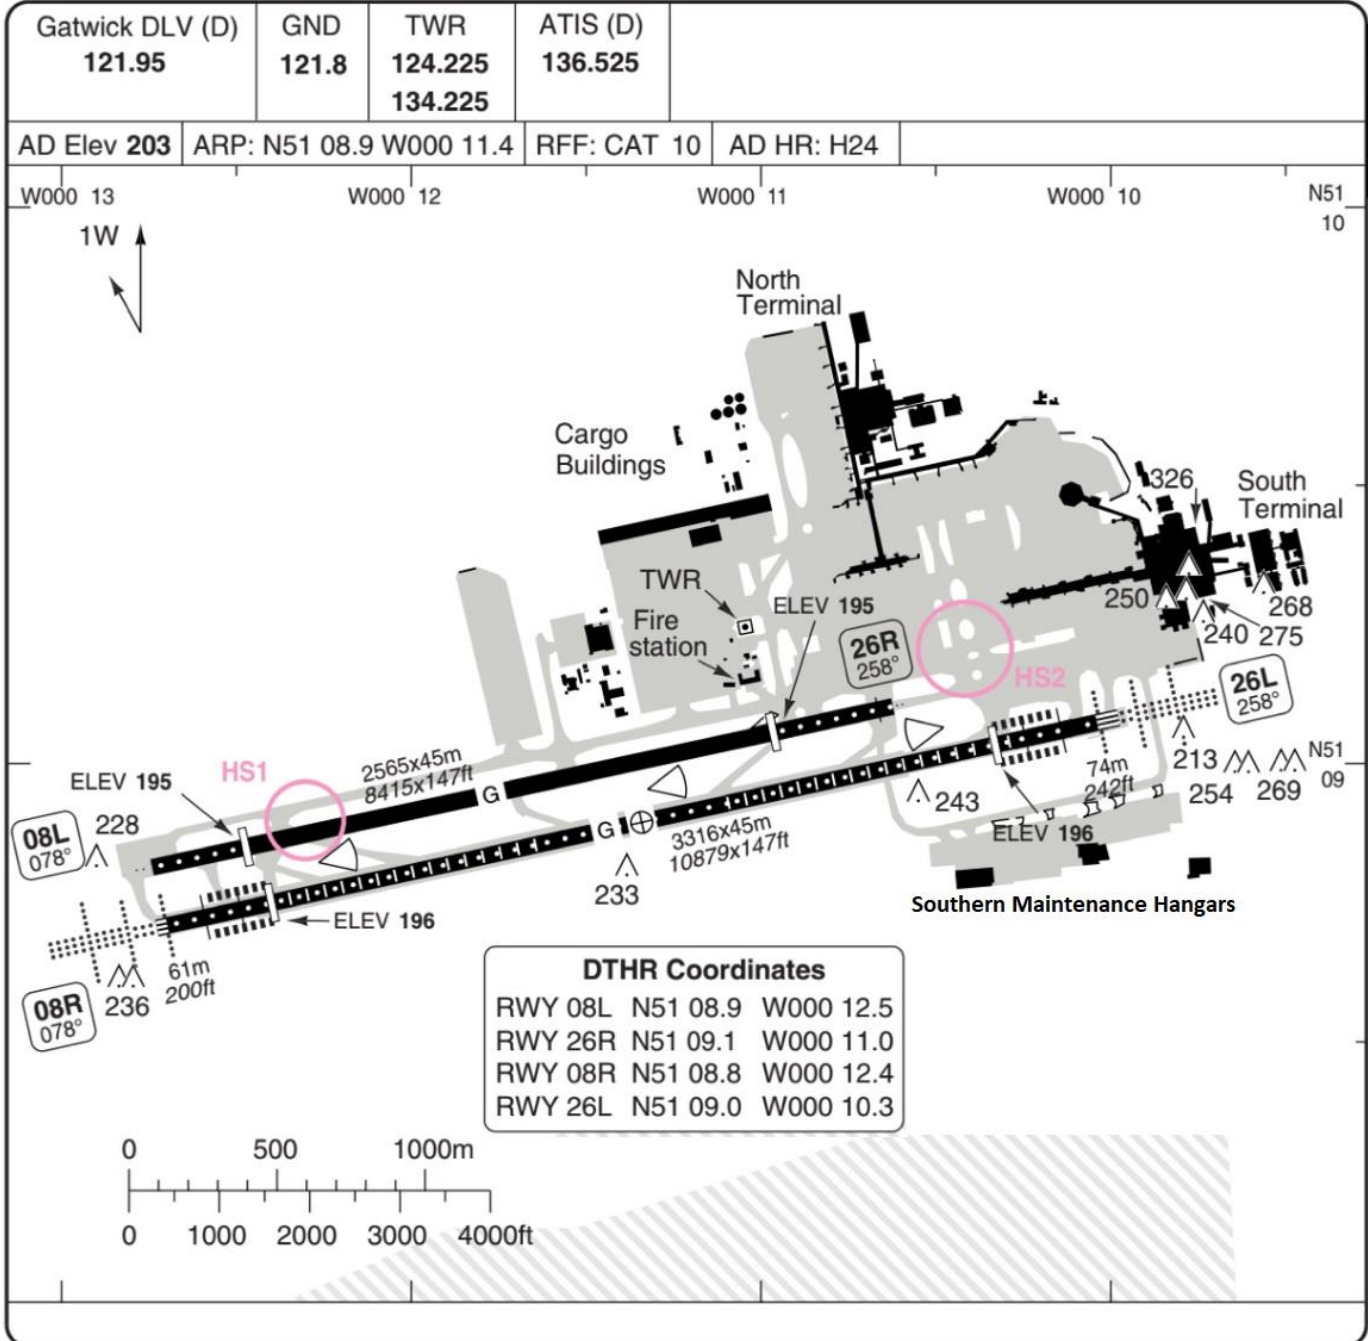 Gatwick DLV (D)
121.95
GND
121.8
TWR
124.225
134.225
ATIS (D)
136.525
AD Elev 203
ARP: N51 08.9 W000 11.4
RFF: CAT 10
AD HR: H24
W000 13
W000 12
W000 11
W000 10
N51
10
1W
North
Terminal
Cargo
Buildings
326
South
Terminal
TWR
ELEV 195
250
268
Fire
station
240
275
26R
258°
HS2
26L
258°
HS1
2565x45m
8415x147ft
ELEV 195
G
213
N51
09
74m
242ft
254
269
08L
078°
228
243
G
3316x45m
10879x147ft
ELEV 196
233
Southern Maintenance Hangars
ELEV 196
61m
200ft
236
08R
078°
DTHR Coordinates
RWY 08L N51 08.9 W000 12.5
RWY 26R N51 09.1 W000 11.0
RWY 08R N51 08.8 W000 12.4
RWY 26L N51 09.0 W000 10.3
0 500 1000m
0 1000 2000 3000 4000ft